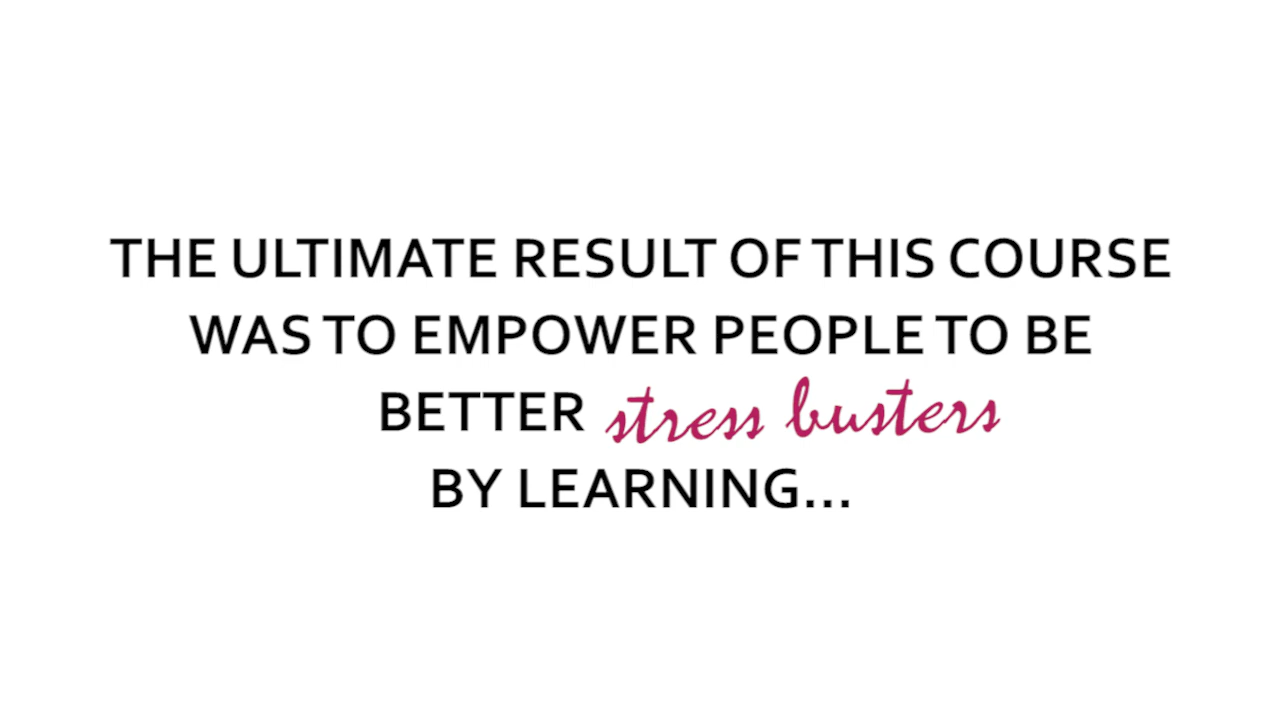 THE ULTIMATE RESULT OF THIS COURSE
WAS TO EMPOWER PEOPLE TO BE
BETTER stress busters
BY LEARNING...